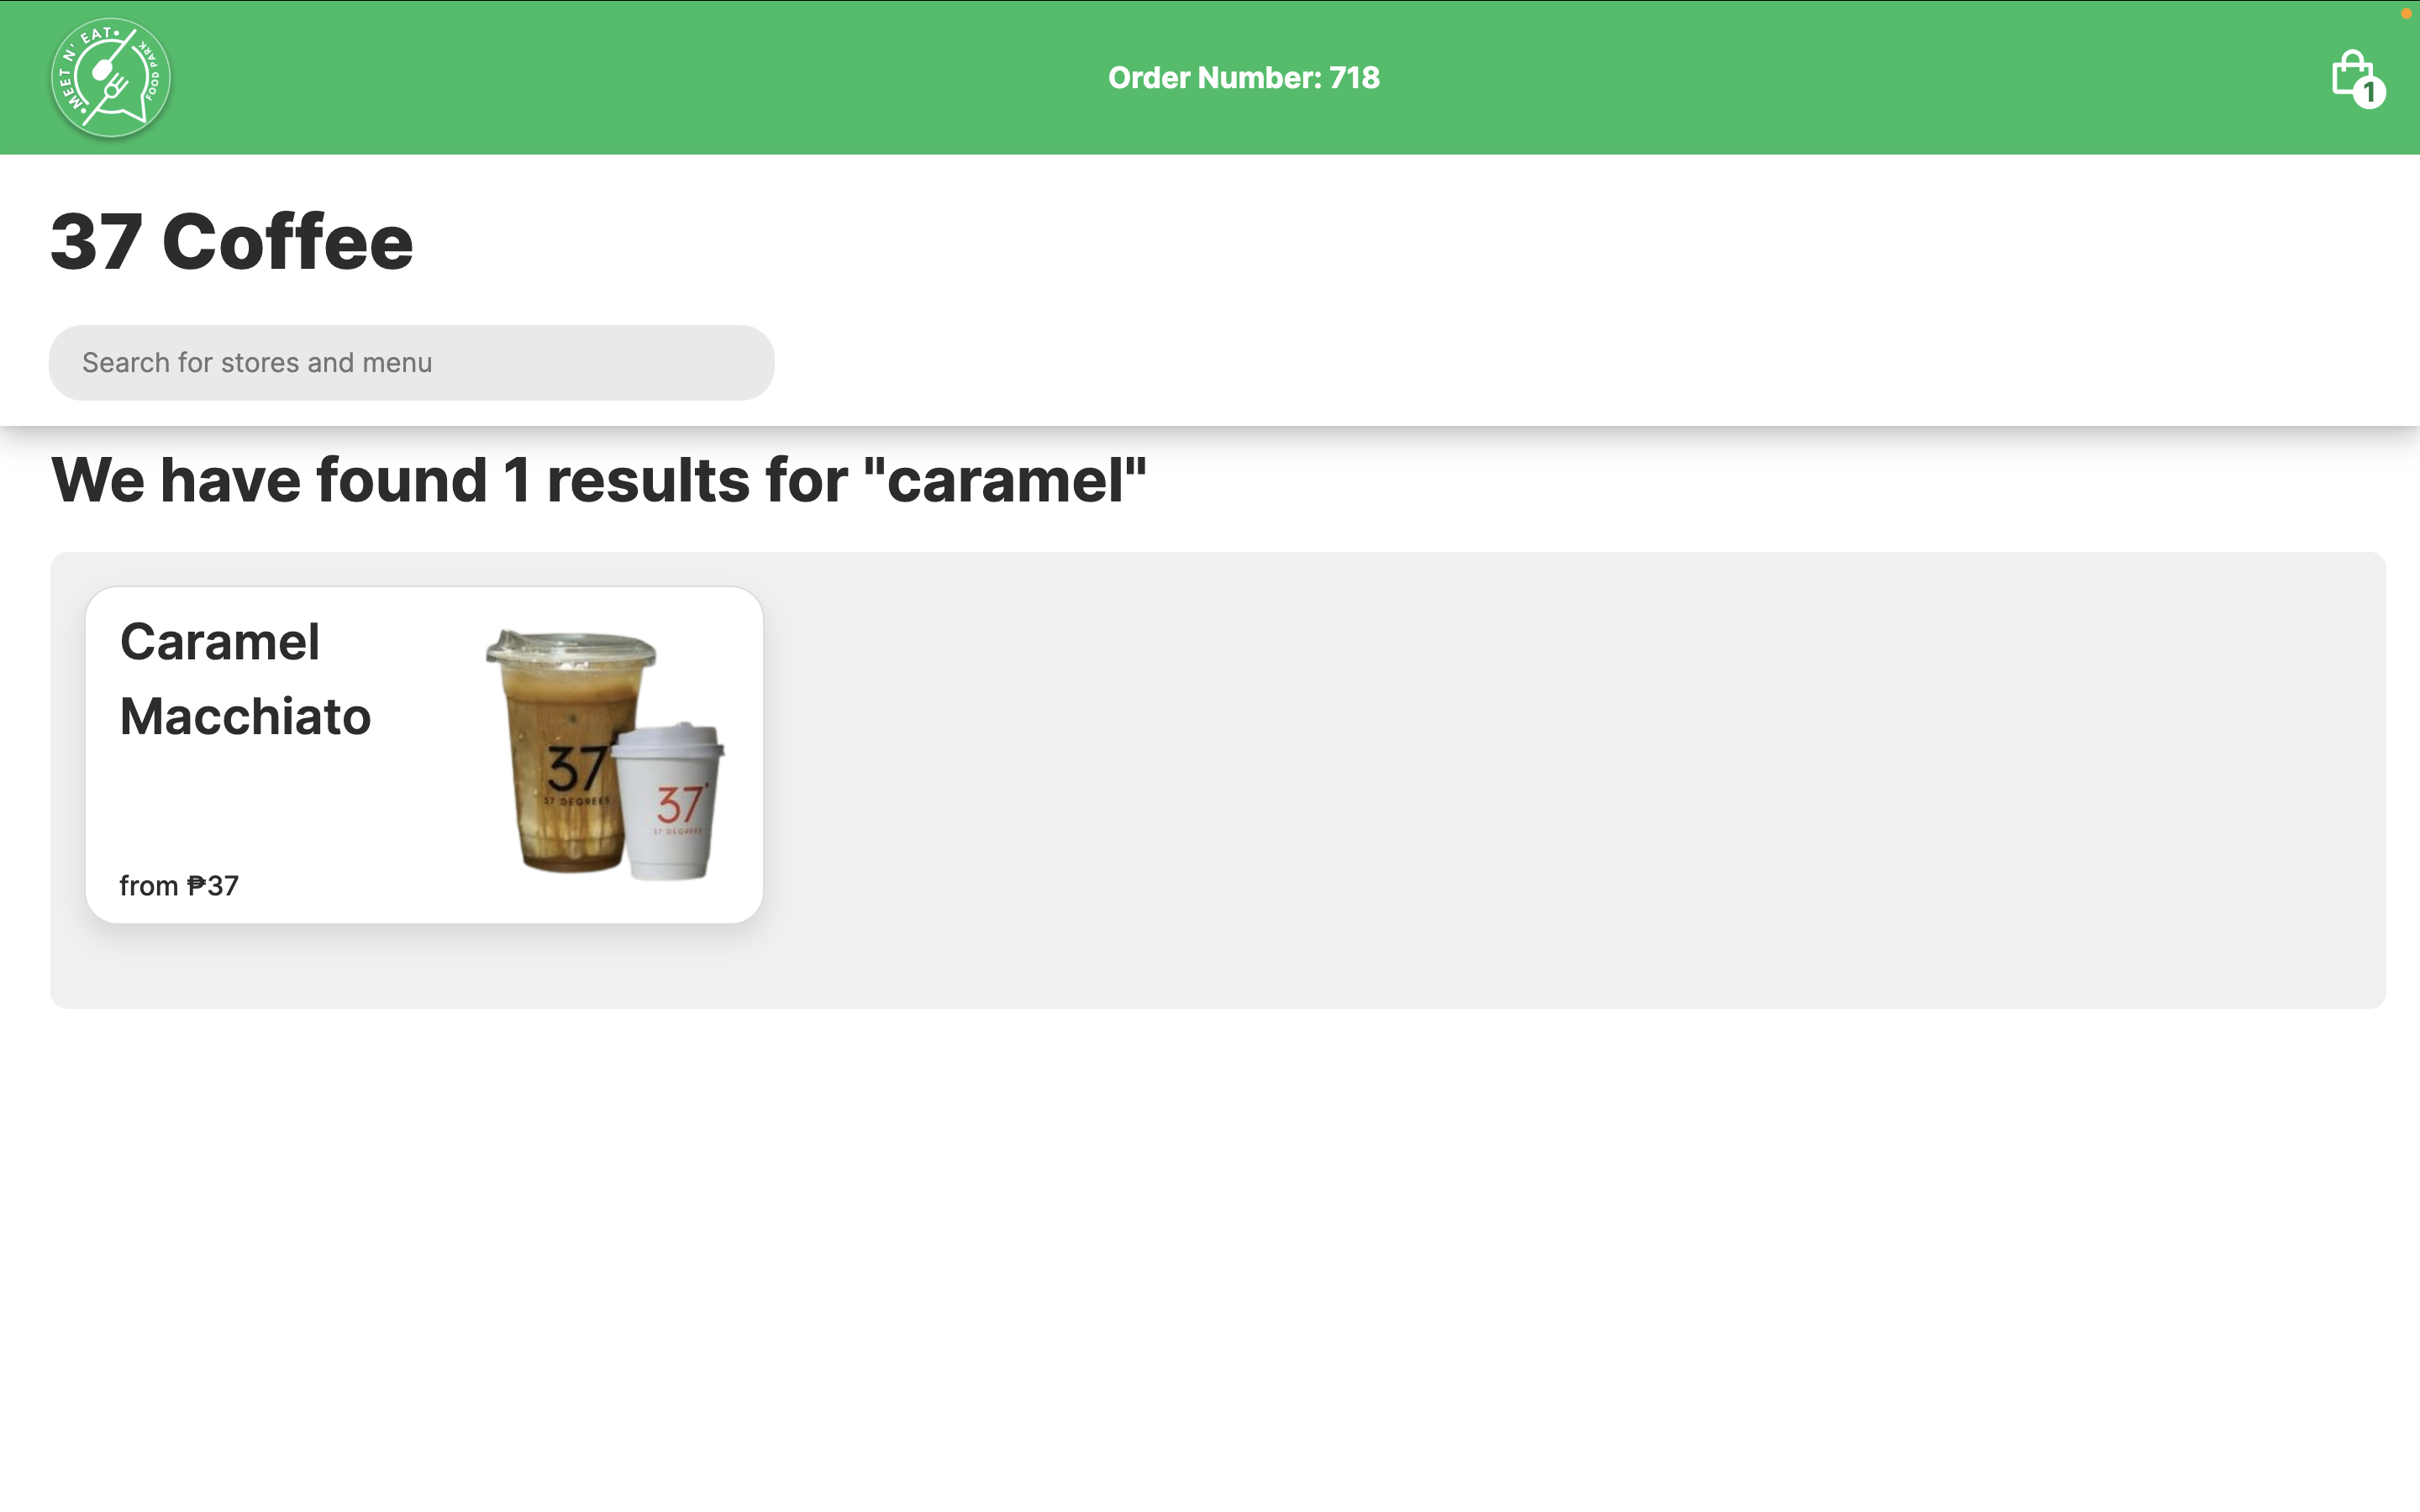 MEET N' EAT
FOOD PARK
Order Number: 718
1
37 Coffee
Search for stores and menu
We have found 1 results for "caramel"
Caramel
Macchiato
37
37 DEGREES
37°
37 DEGREES
from ₱37